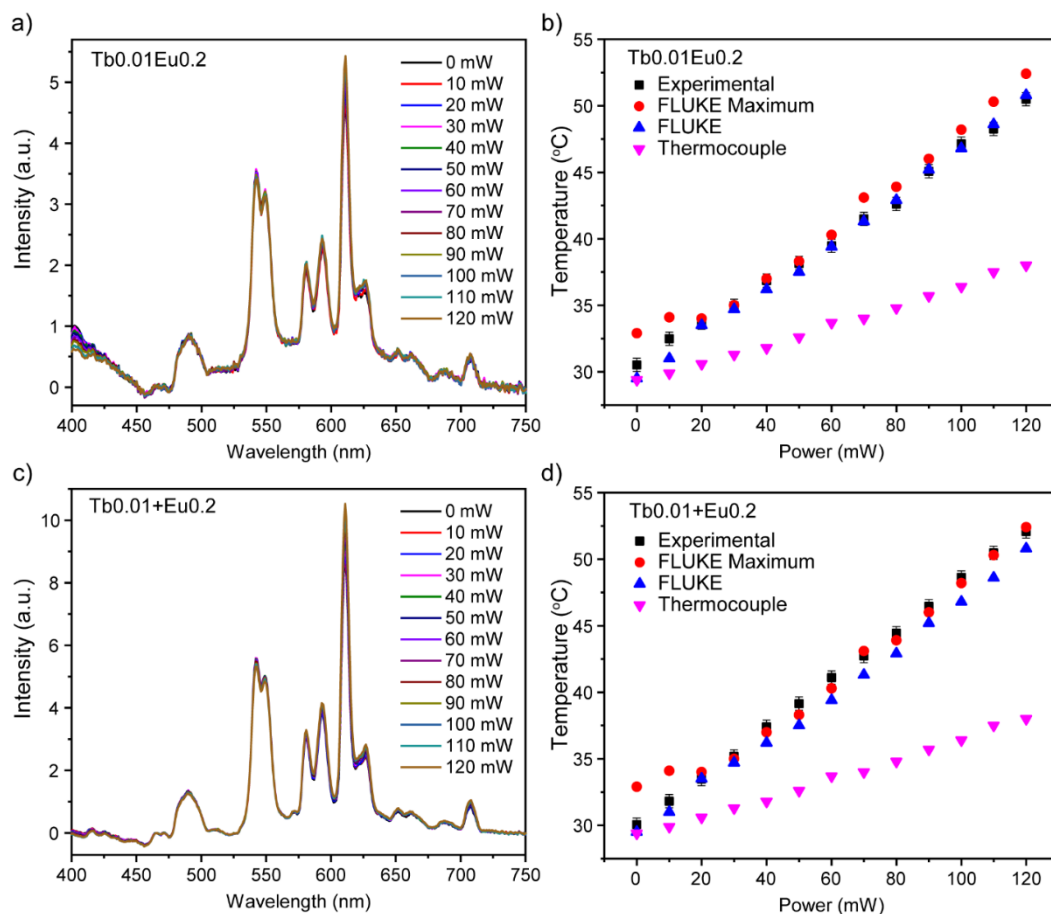 a)
Tb0.01Eu0.2
0 mW
10 mW
20 mW
30 mW
40 mW
50 mW
60 mW
70 mW
80 mW
90 mW
100 mW
110 mW
120 mW
5
4
3
2
1
0
Intensity (a.u.)
400 450 500 550 600 650 700 750
Wavelength (nm)
b)
Tb0.01Eu0.2
Experimental
FLUKE Maximum
FLUKE
Thermocouple
55
50
45
40
35
30
Temperature (°C)
0 20 40 60 80 100 120
Power (mW)
c)
Tb0.01+Eu0.2
0 mW
10 mW
20 mW
30 mW
40 mW
50 mW
60 mW
70 mW
80 mW
90 mW
100 mW
110 mW
120 mW
10
8
6
4
2
0
Intensity (a.u.)
400 450 500 550 600 650 700 750
Wavelength (nm)
d)
Tb0.01+Eu0.2
Experimental
FLUKE Maximum
FLUKE
Thermocouple
55
50
45
40
35
30
Temperature (°C)
0 20 40 60 80 100 120
Power (mW)